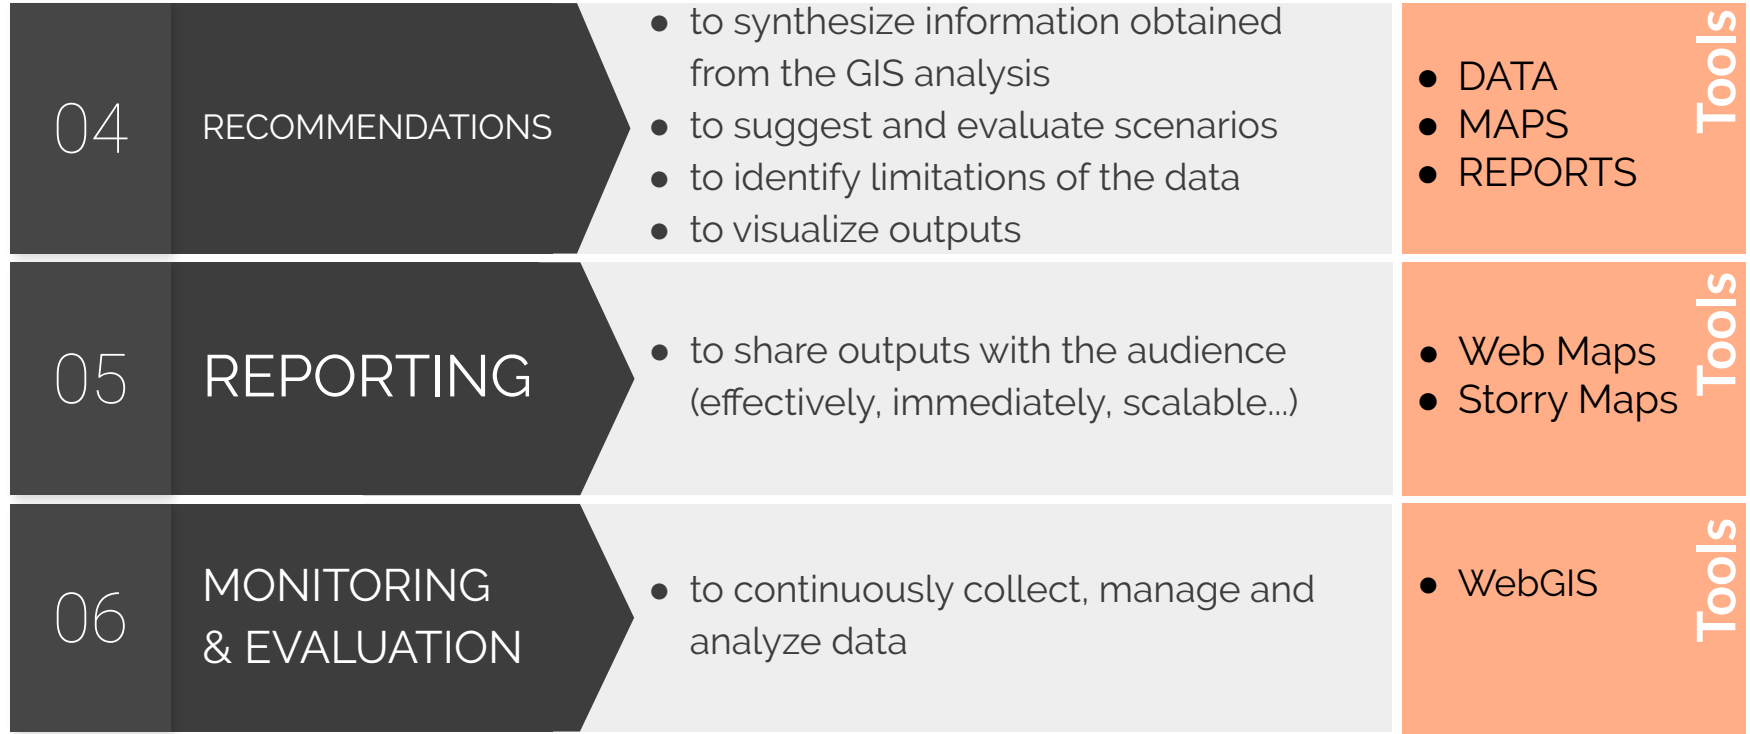 04
RECOMMENDATIONS
● to synthesize information obtained
from the GIS analysis
● to suggest and evaluate scenarios
● to identify limitations of the data
● to visualize outputs
● DATA
● MAPS
● REPORTS
Tools
05
REPORTING
● to share outputs with the audience
(effectively, immediately, scalable...)
● Web Maps
● Storry Maps
Tools
06
MONITORING
& EVALUATION
● to continuously collect, manage and
analyze data
● WebGIS
Tools